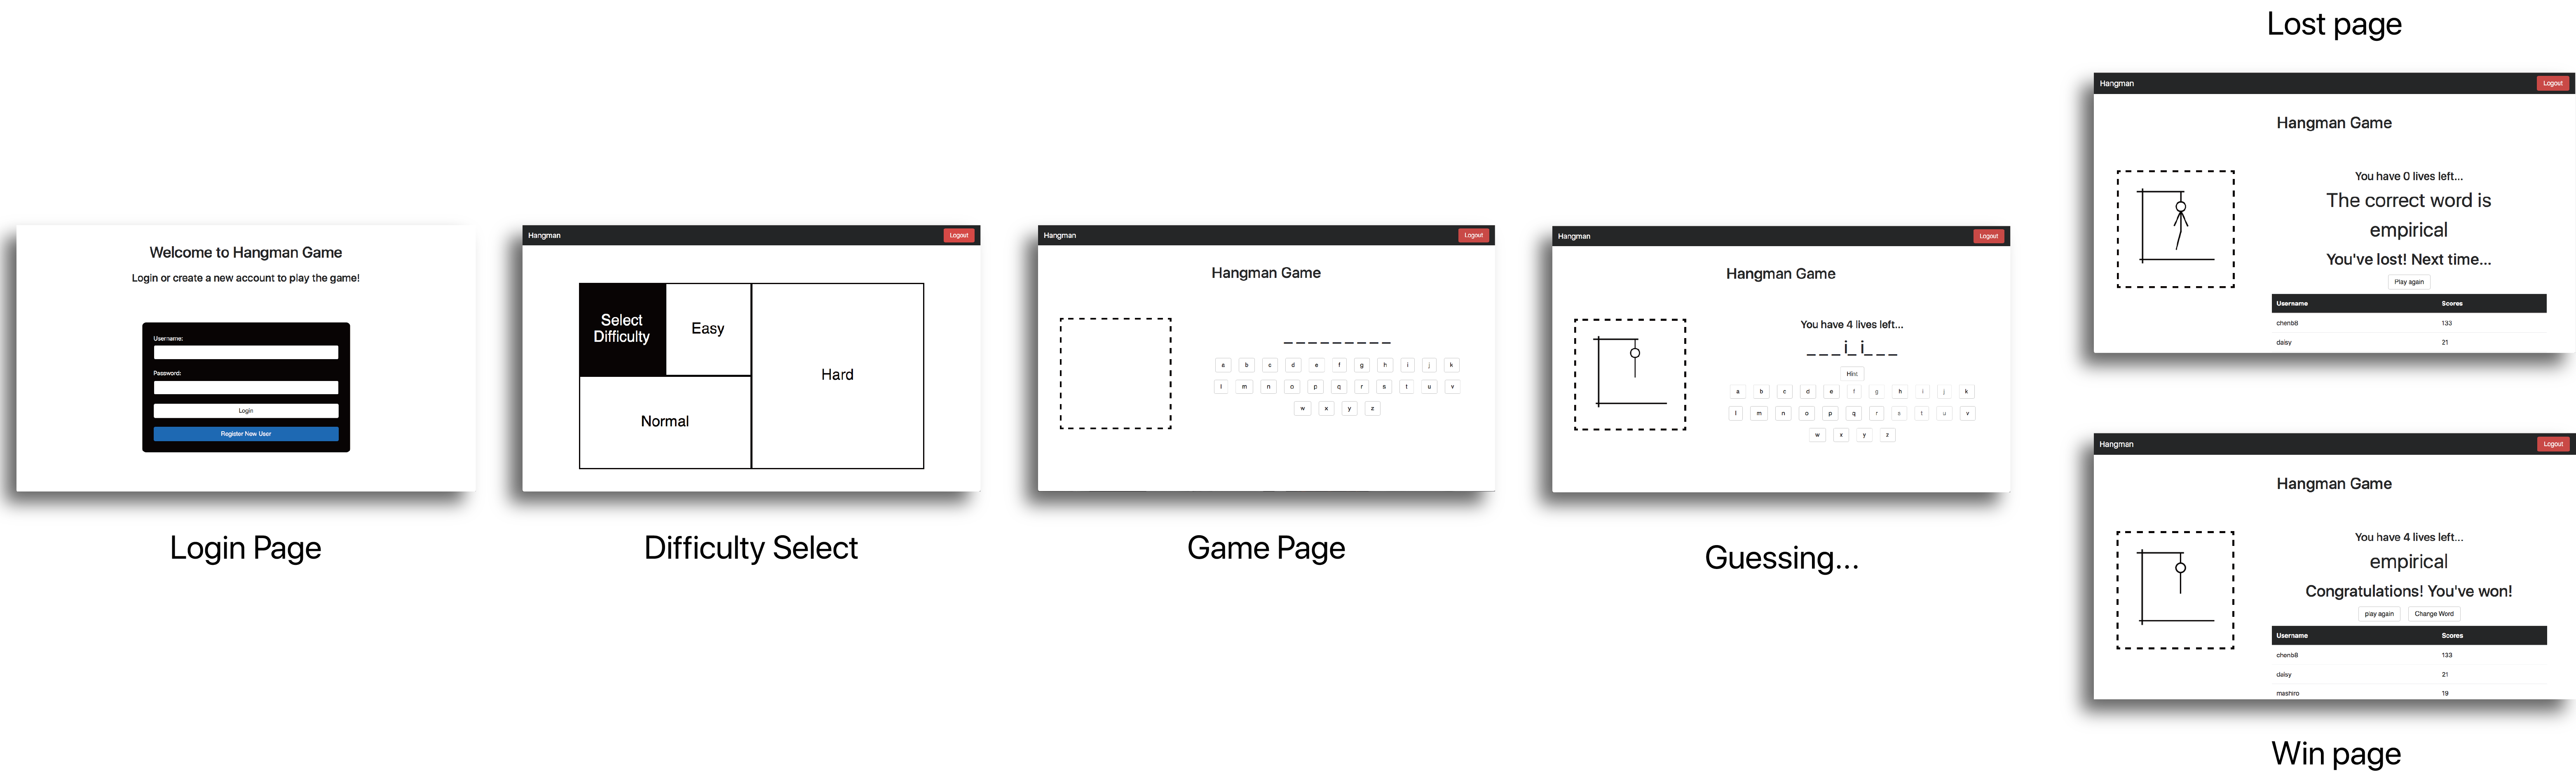 Welcome to Hangman Game
Login or create a new account to play the game!
Username:
Password:
Login
Register New User
Login Page
Hangman
Logout
Select
Difficulty
Easy
Hard
Normal
Difficulty Select
Hangman
Logout
Hangman Game
_ _ _ _ _ _ _ _ _
a b c d e f g h i j k
l m n o p q r s t u v
w x y z
Game Page
Hangman
Logout
Hangman Game
You have 4 lives left...
_ _ _ i _ i _ _ _
Hint
a b c d e f g h i j k
l m n o p q r s t u v
w x y z
Guessing...
Lost page
Hangman
Logout
Hangman Game
You have 0 lives left...
The correct word is
empirical
You've lost! Next time...
Play again
Username Scores
chenb8 133
daisy 21
Hangman
Logout
Hangman Game
You have 4 lives left...
empirical
Congratulations! You've won!
play again Change Word
Username Scores
chenb8 133
daisy 21
mashiro 19
Win page